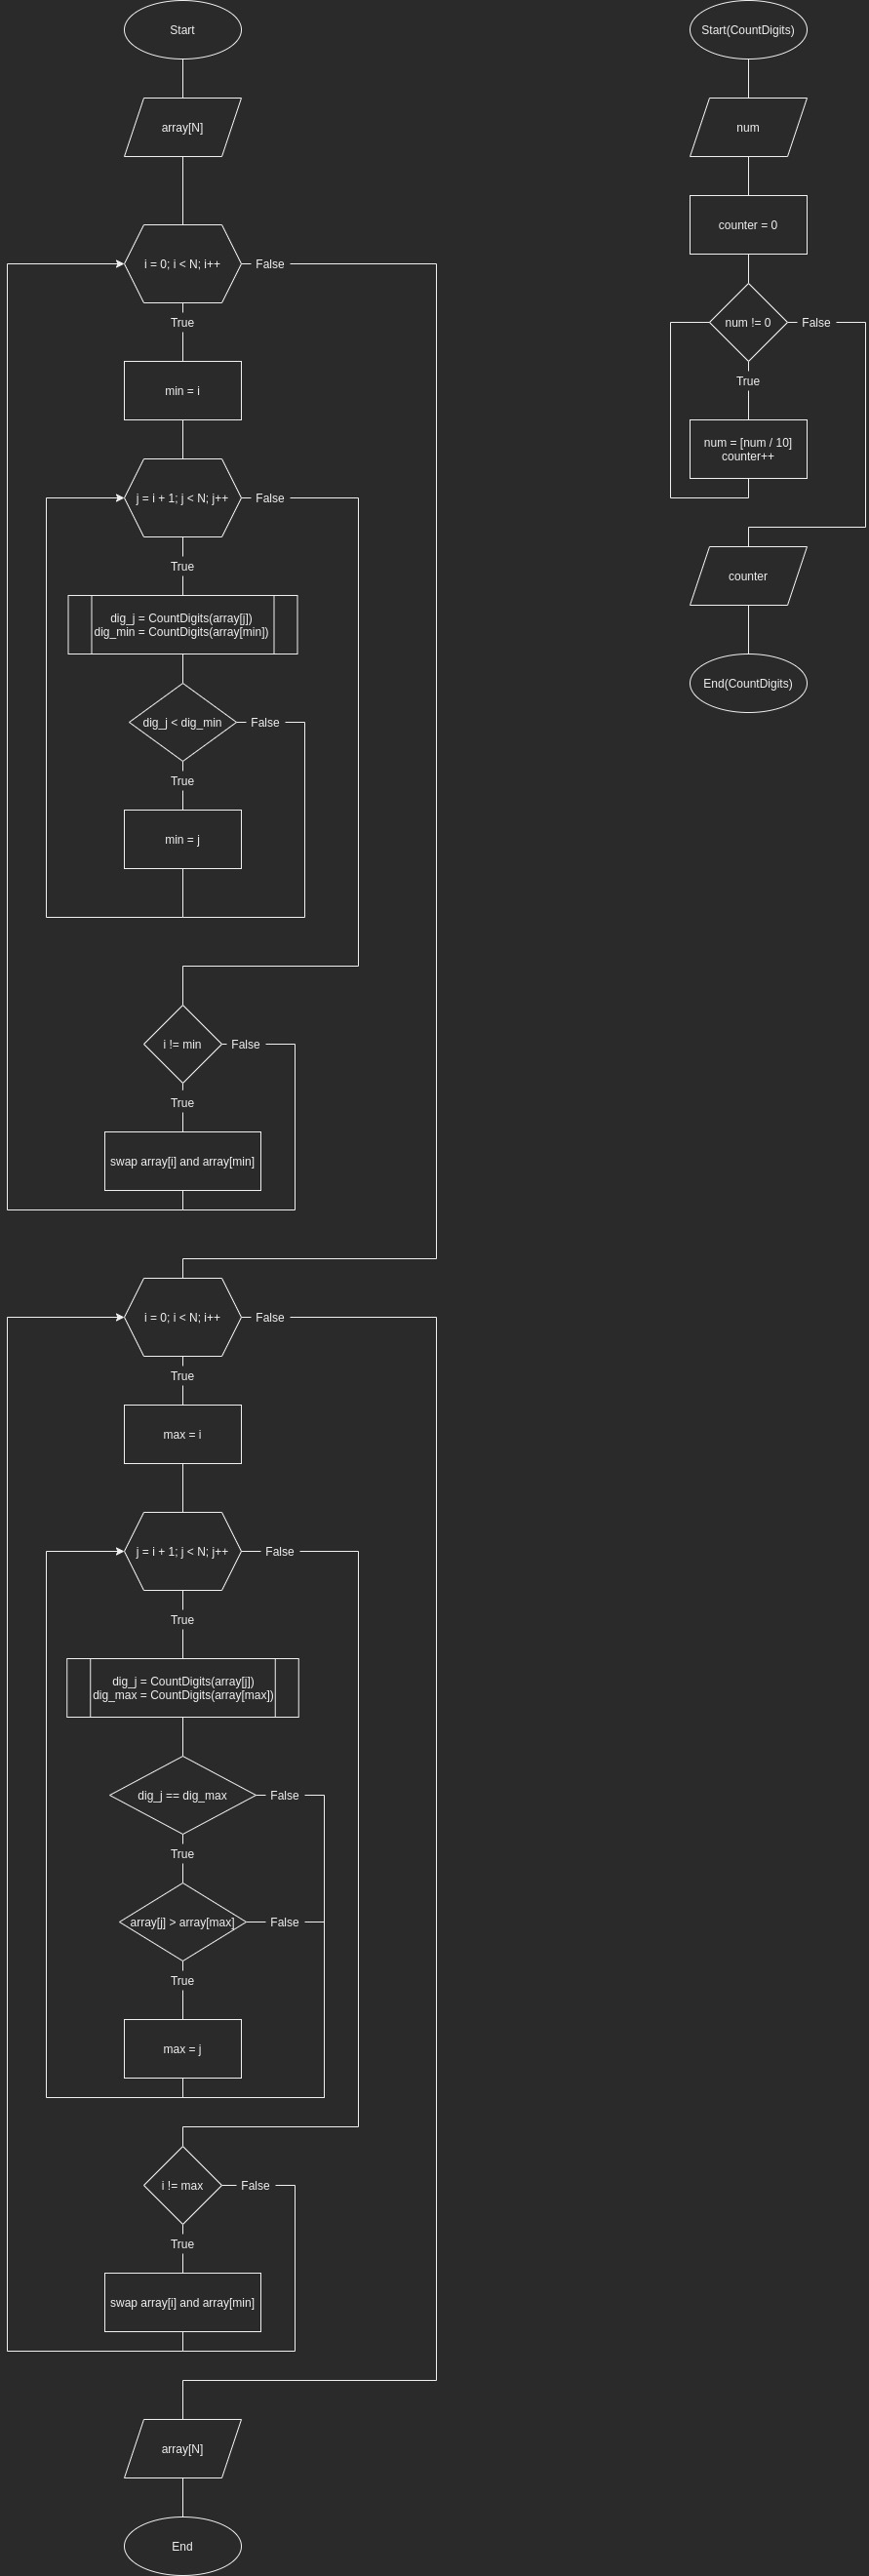 Start
array[N]
i = 0; i < N; i++
False
True
min = i
j = i + 1; j < N; j++
False
True
dig_j = CountDigits(array[j])
dig_min = CountDigits(array[min])
dig_j < dig_min
False
True
min = j
i != min
False
True
swap array[i] and array[min]
i = 0; i < N; i++
False
True
max = i
j = i + 1; j < N; j++
False
True
dig_j = CountDigits(array[j])
dig_max = CountDigits(array[max])
dig_j == dig_max
False
True
array[j] > array[max]
False
True
max = j
i != max
False
True
swap array[i] and array[min]
array[N]
End
Start(CountDigits)
num
counter = 0
num != 0
False
True
num = [num / 10]
counter++
counter
End(CountDigits)